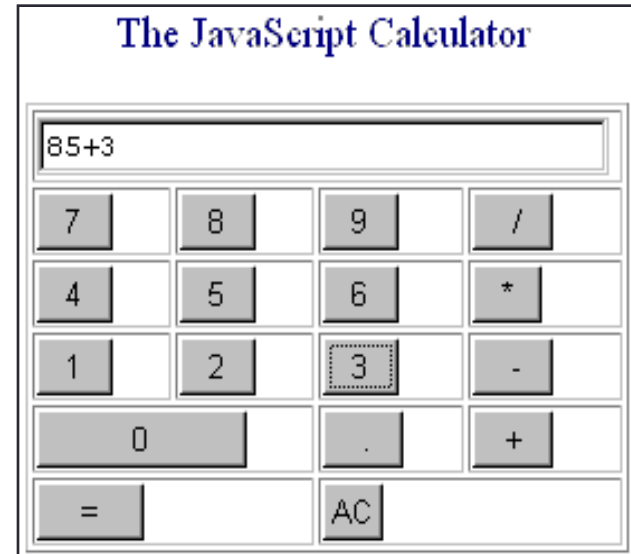 The JavaScript Calculator
85+3
7 8 9 /
4 5 6 *
1 2 3 -
0 . +
= AC